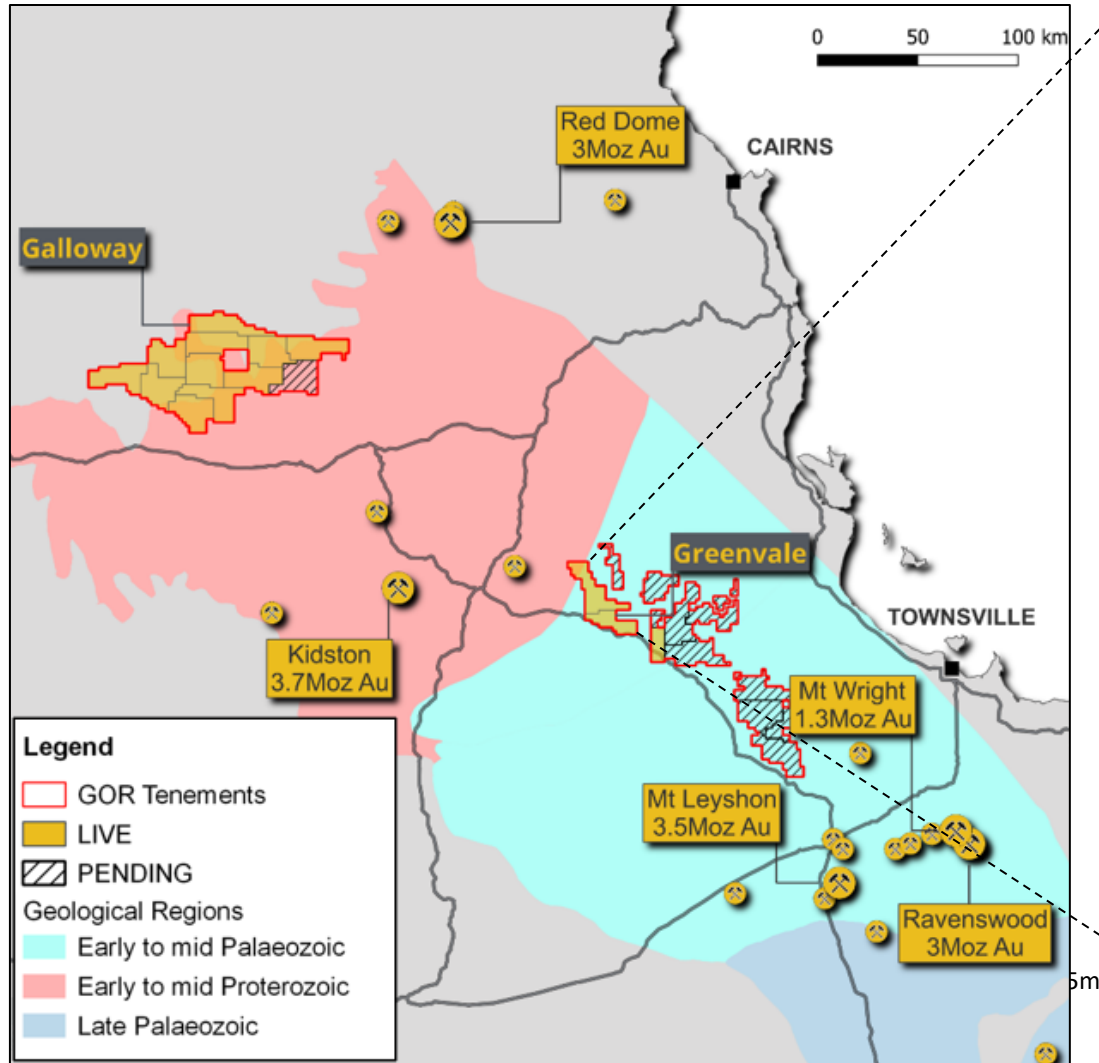 0 50 100 km
Red Dome
3Moz Au
CAIRNS
Galloway
Greenvale
TOWNSVILLE
Kidston
3.7Moz Au
Mt Wright
1.3Moz Au
Mt Leyshon
3.5Moz Au
Ravenswood
3Moz Au
Legend
GOR Tenements
LIVE
PENDING
Geological Regions
Early to mid Palaeozoic
Early to mid Proterozoic
Late Palaeozoic
5m